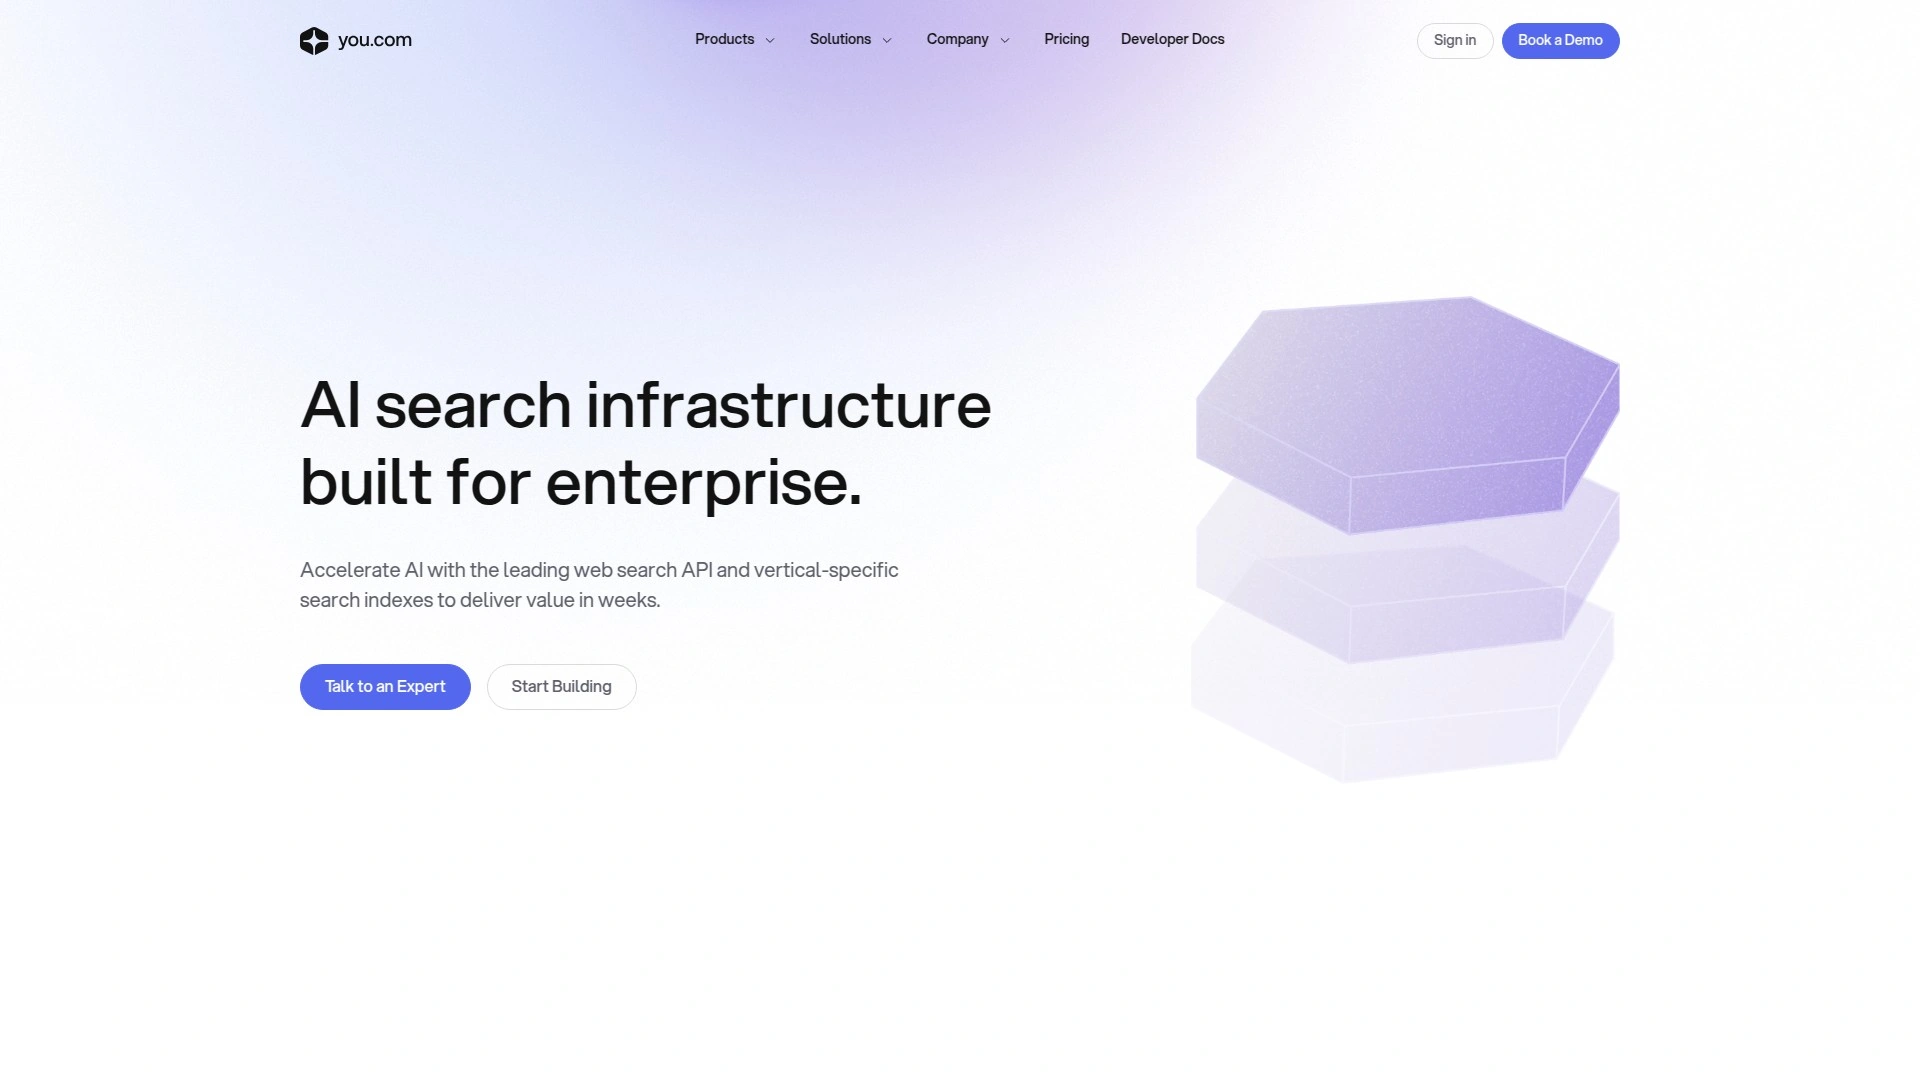 you.com
Products
Solutions
Company
Pricing
Developer Docs
Sign in
Book a Demo
AI search infrastructure
built for enterprise.
Accelerate AI with the leading web search API and vertical-specific
search indexes to deliver value in weeks.
Talk to an Expert
Start Building